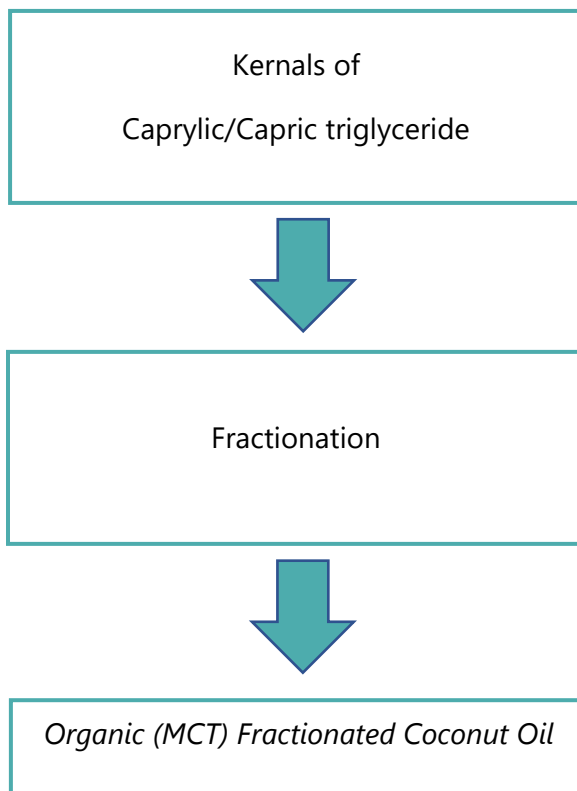 Kernals of
Caprylic/Capric triglyceride
Fractionation
Organic (MCT) Fractionated Coconut Oil